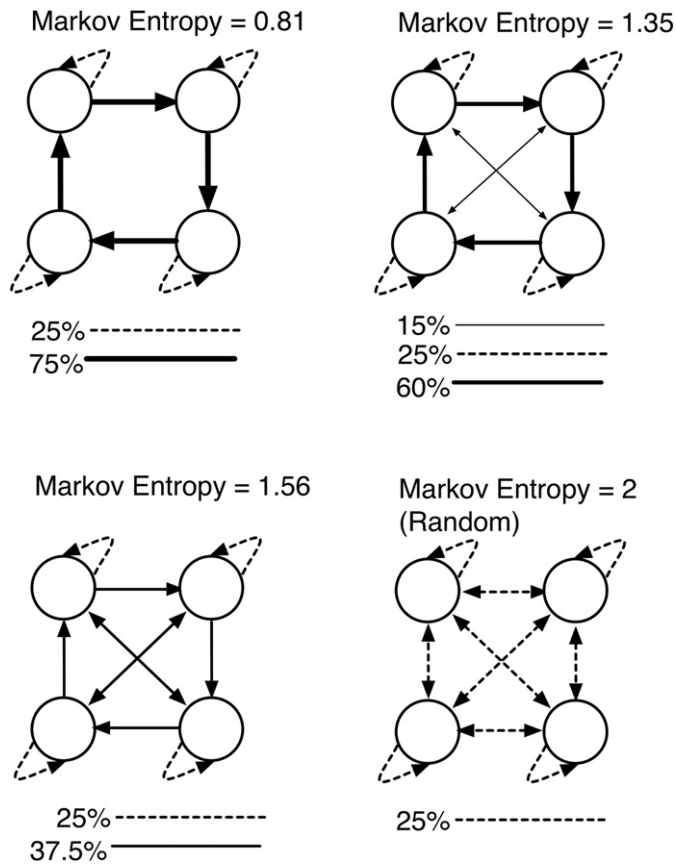 Markov Entropy = 0.81
25%
75%
Markov Entropy = 1.35
15%
25%
60%
Markov Entropy = 1.56
25%
37.5%
Markov Entropy = 2
(Random)
25%